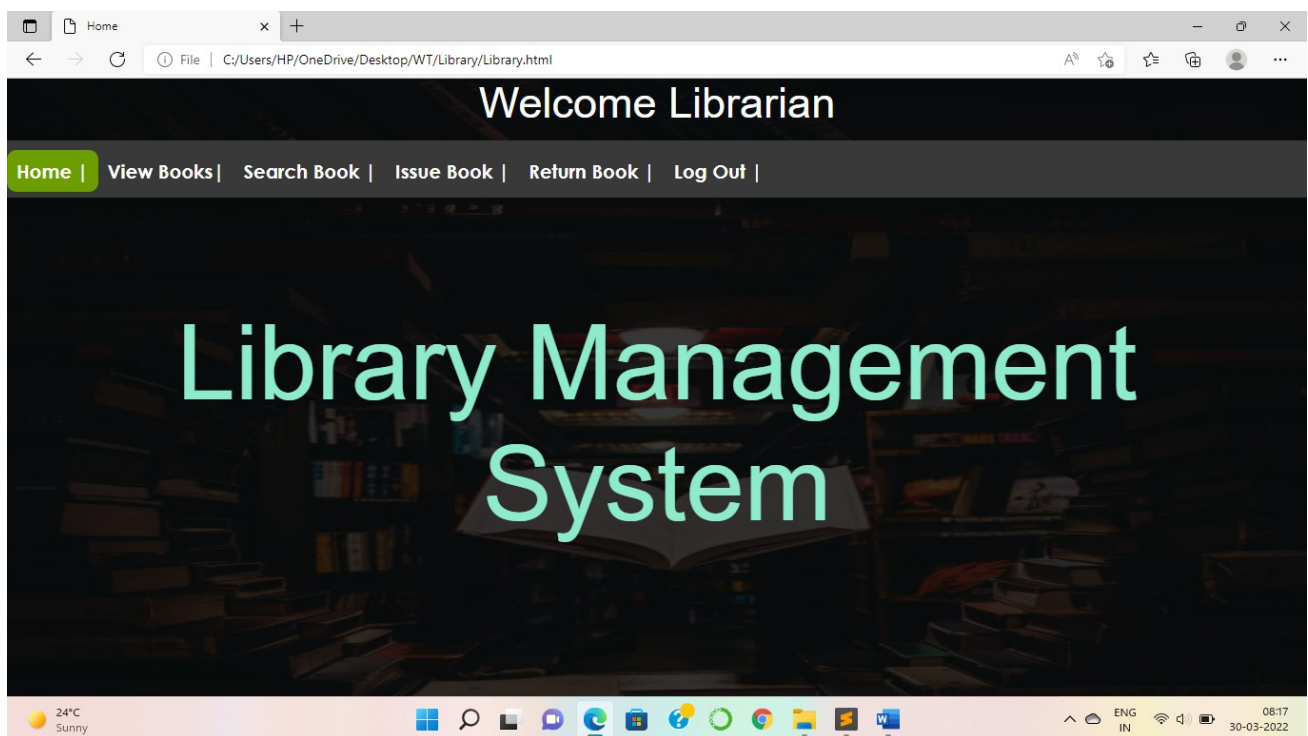 Home
File | C:/Users/HP/OneDrive/Desktop/WT/Library/Library.html
Welcome Librarian
Home | View Books| Search Book | Issue Book | Return Book | Log Out |
Library Management
System
24°C
Sunny
ENG
IN
08:17
30-03-2022